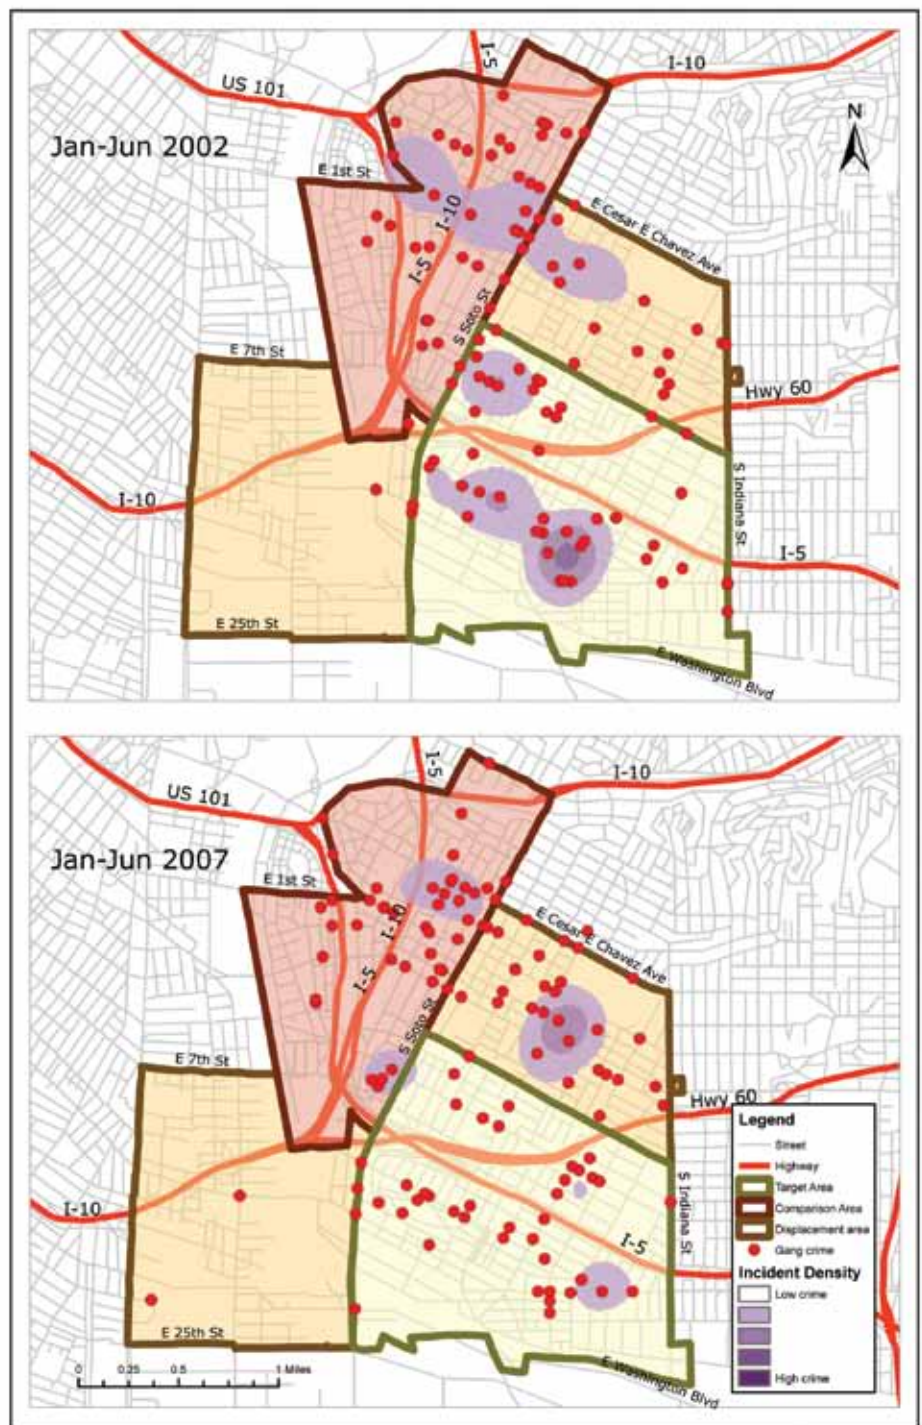 I-5
I-10
US 101
Jan-Jun 2002
N
E 1st St
E Cesar E Chavez Ave
I-10
I-5
S Soto St
E 7th St
Hwy 60
I-10
S Indiana St
I-5
E 25th St
E Washington Blvd
I-5
I-10
US 101
Jan-Jun 2007
E 1st St
E Cesar E Chavez Ave
I-10
I-5
S Soto St
E 7th St
Hwy 60
I-10
S Indiana St
I-5
E 25th St
E Washington Blvd
0 0.25 0.5 1 Miles
Legend
Street
Highway
Target Area
Comparison Area
Displacement area
Gang crime
Incident Density
Low crime
High crime